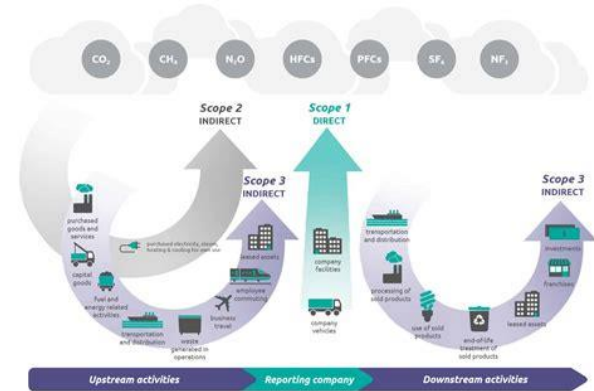 CO₂
CH₄
N₂O
HFCs
PFCs
SF₆
NF₃
Scope 2
INDIRECT
Scope 1
DIRECT
Scope 3
INDIRECT
Scope 3
INDIRECT
purchased
goods and
services
capital
goods
fuel and
energy related
activities
transportation
and distribution
waste
generated in
operations
business
travel
employee
commuting
leased assets
purchased electricity, steam,
heating & cooling for own use
company
facilities
company
vehicles
transportation
and distribution
processing of
sold products
use of sold
products
end-of-life
treatment of
sold products
leased assets
franchises
investments
Upstream activities
Reporting company
Downstream activities